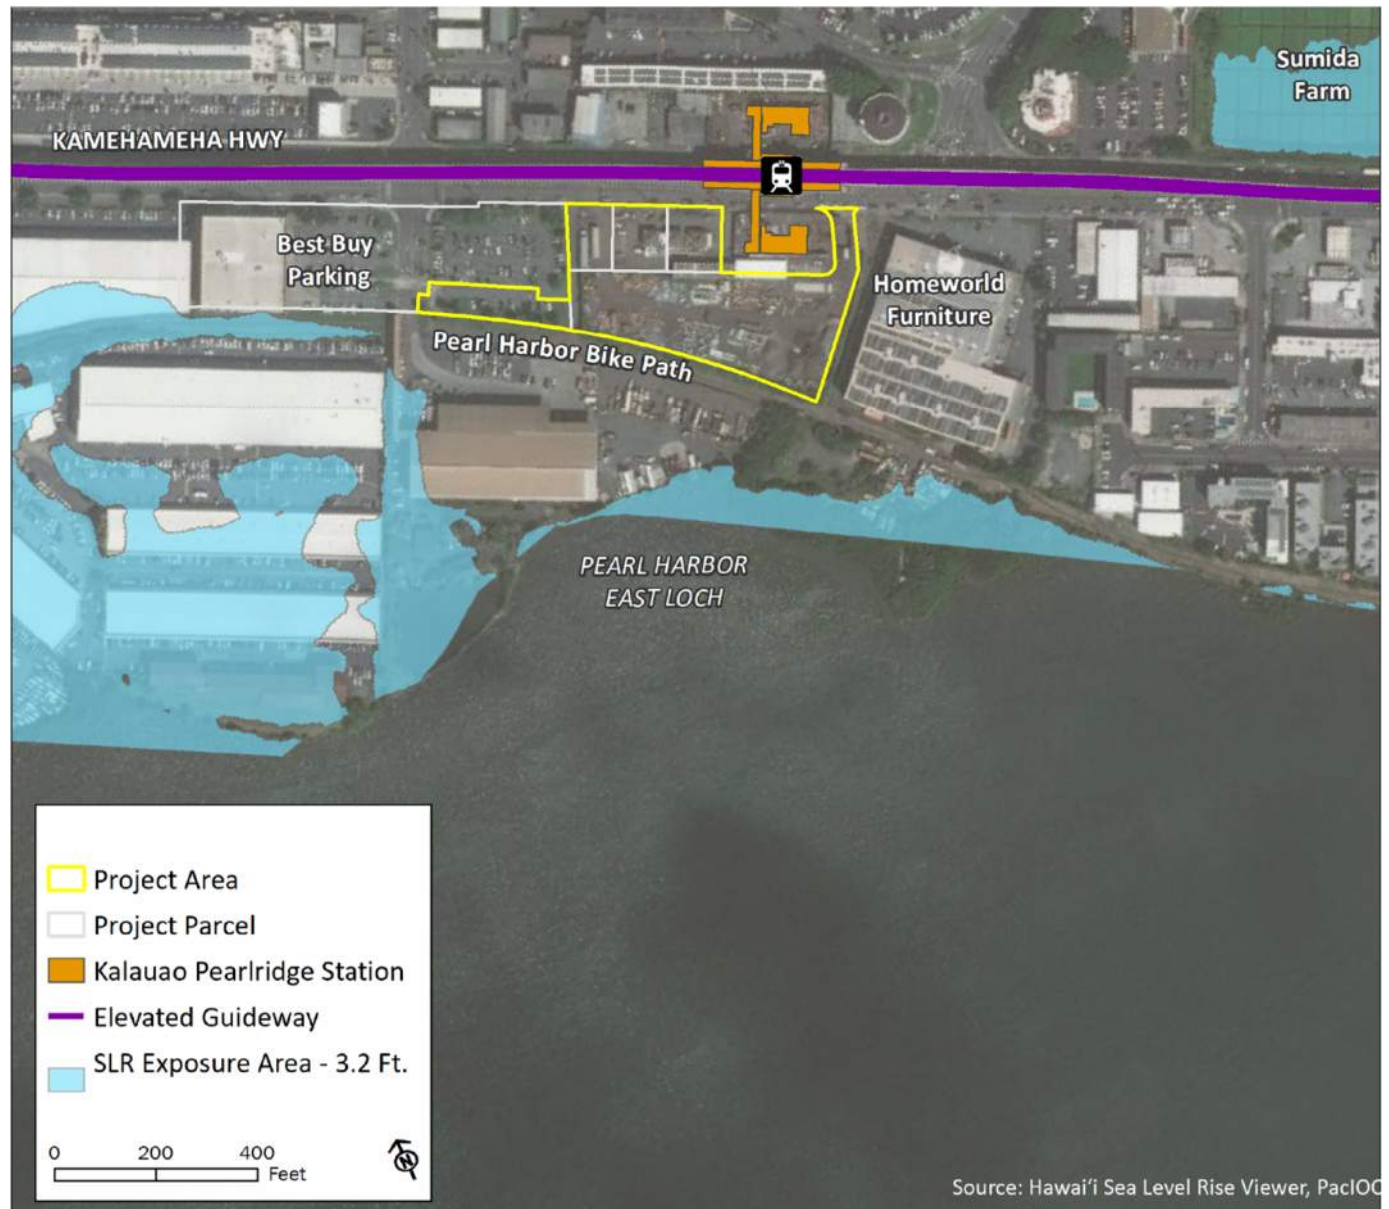 Sumida
Farm
KAMEHAMEHA HWY
Best Buy
Parking
Homeworld
Furniture
Pearl Harbor Bike Path
PEARL HARBOR
EAST LOCH
Project Area
Project Parcel
Kalauao Pearlridge Station
Elevated Guideway
SLR Exposure Area - 3.2 Ft.
0 200 400
Feet
N
Source: Hawai‘i Sea Level Rise Viewer, PacIOO